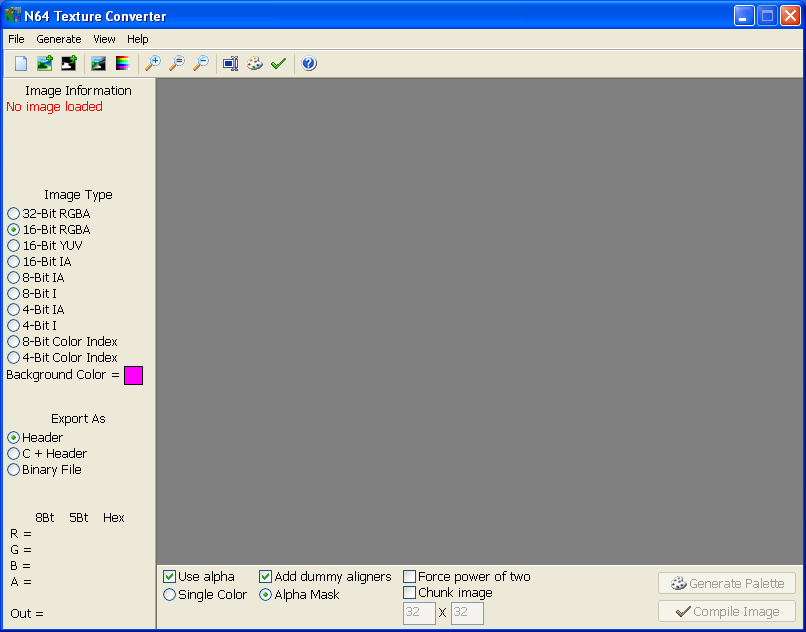 N64 Texture Converter
File Generate View Help
Image Information
No image loaded
Image Type
32-Bit RGBA
16-Bit RGBA
16-Bit YUV
16-Bit IA
8-Bit IA
8-Bit I
4-Bit IA
4-Bit I
8-Bit Color Index
4-Bit Color Index
Background Color =
Export As
Header
C + Header
Binary File
8Bt 5Bt Hex
R =
G =
B =
A =
Out =
Use alpha Add dummy aligners Force power of two
Single Color Alpha Mask Chunk image
32 X 32
Generate Palette
Compile Image